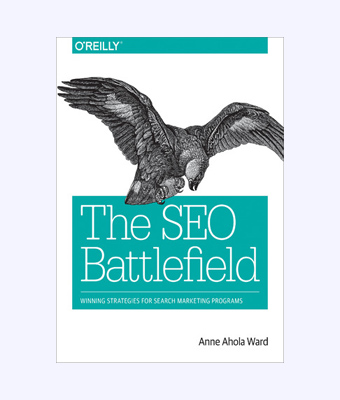 O'REILLY®
The SEO
Battlefield
WINNING STRATEGIES FOR SEARCH MARKETING PROGRAMS
Anne Ahola Ward